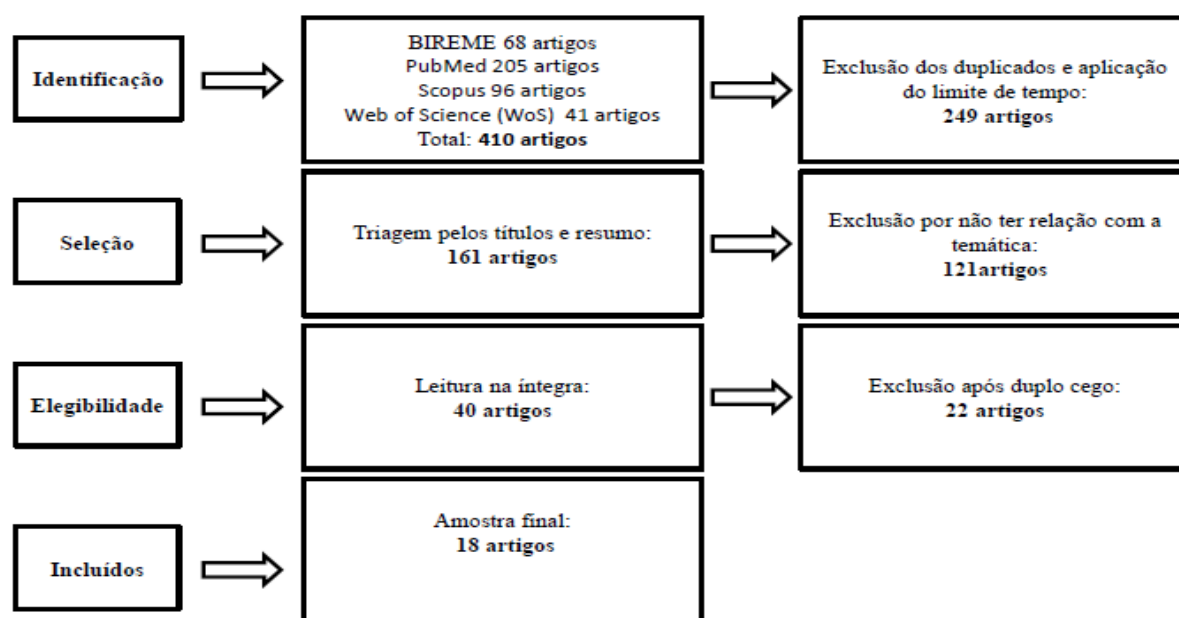 Identificação
BIREME 68 artigos
PubMed 205 artigos
Scopus 96 artigos
Web of Science (WoS) 41 artigos
Total: 410 artigos
Exclusão dos duplicados e aplicação
do limite de tempo:
249 artigos
Seleção
Triagem pelos títulos e resumo:
161 artigos
Exclusão por não ter relação com a
temática:
121artigos
Elegibilidade
Leitura na íntegra:
40 artigos
Exclusão após duplo cego:
22 artigos
Incluídos
Amostra final:
18 artigos